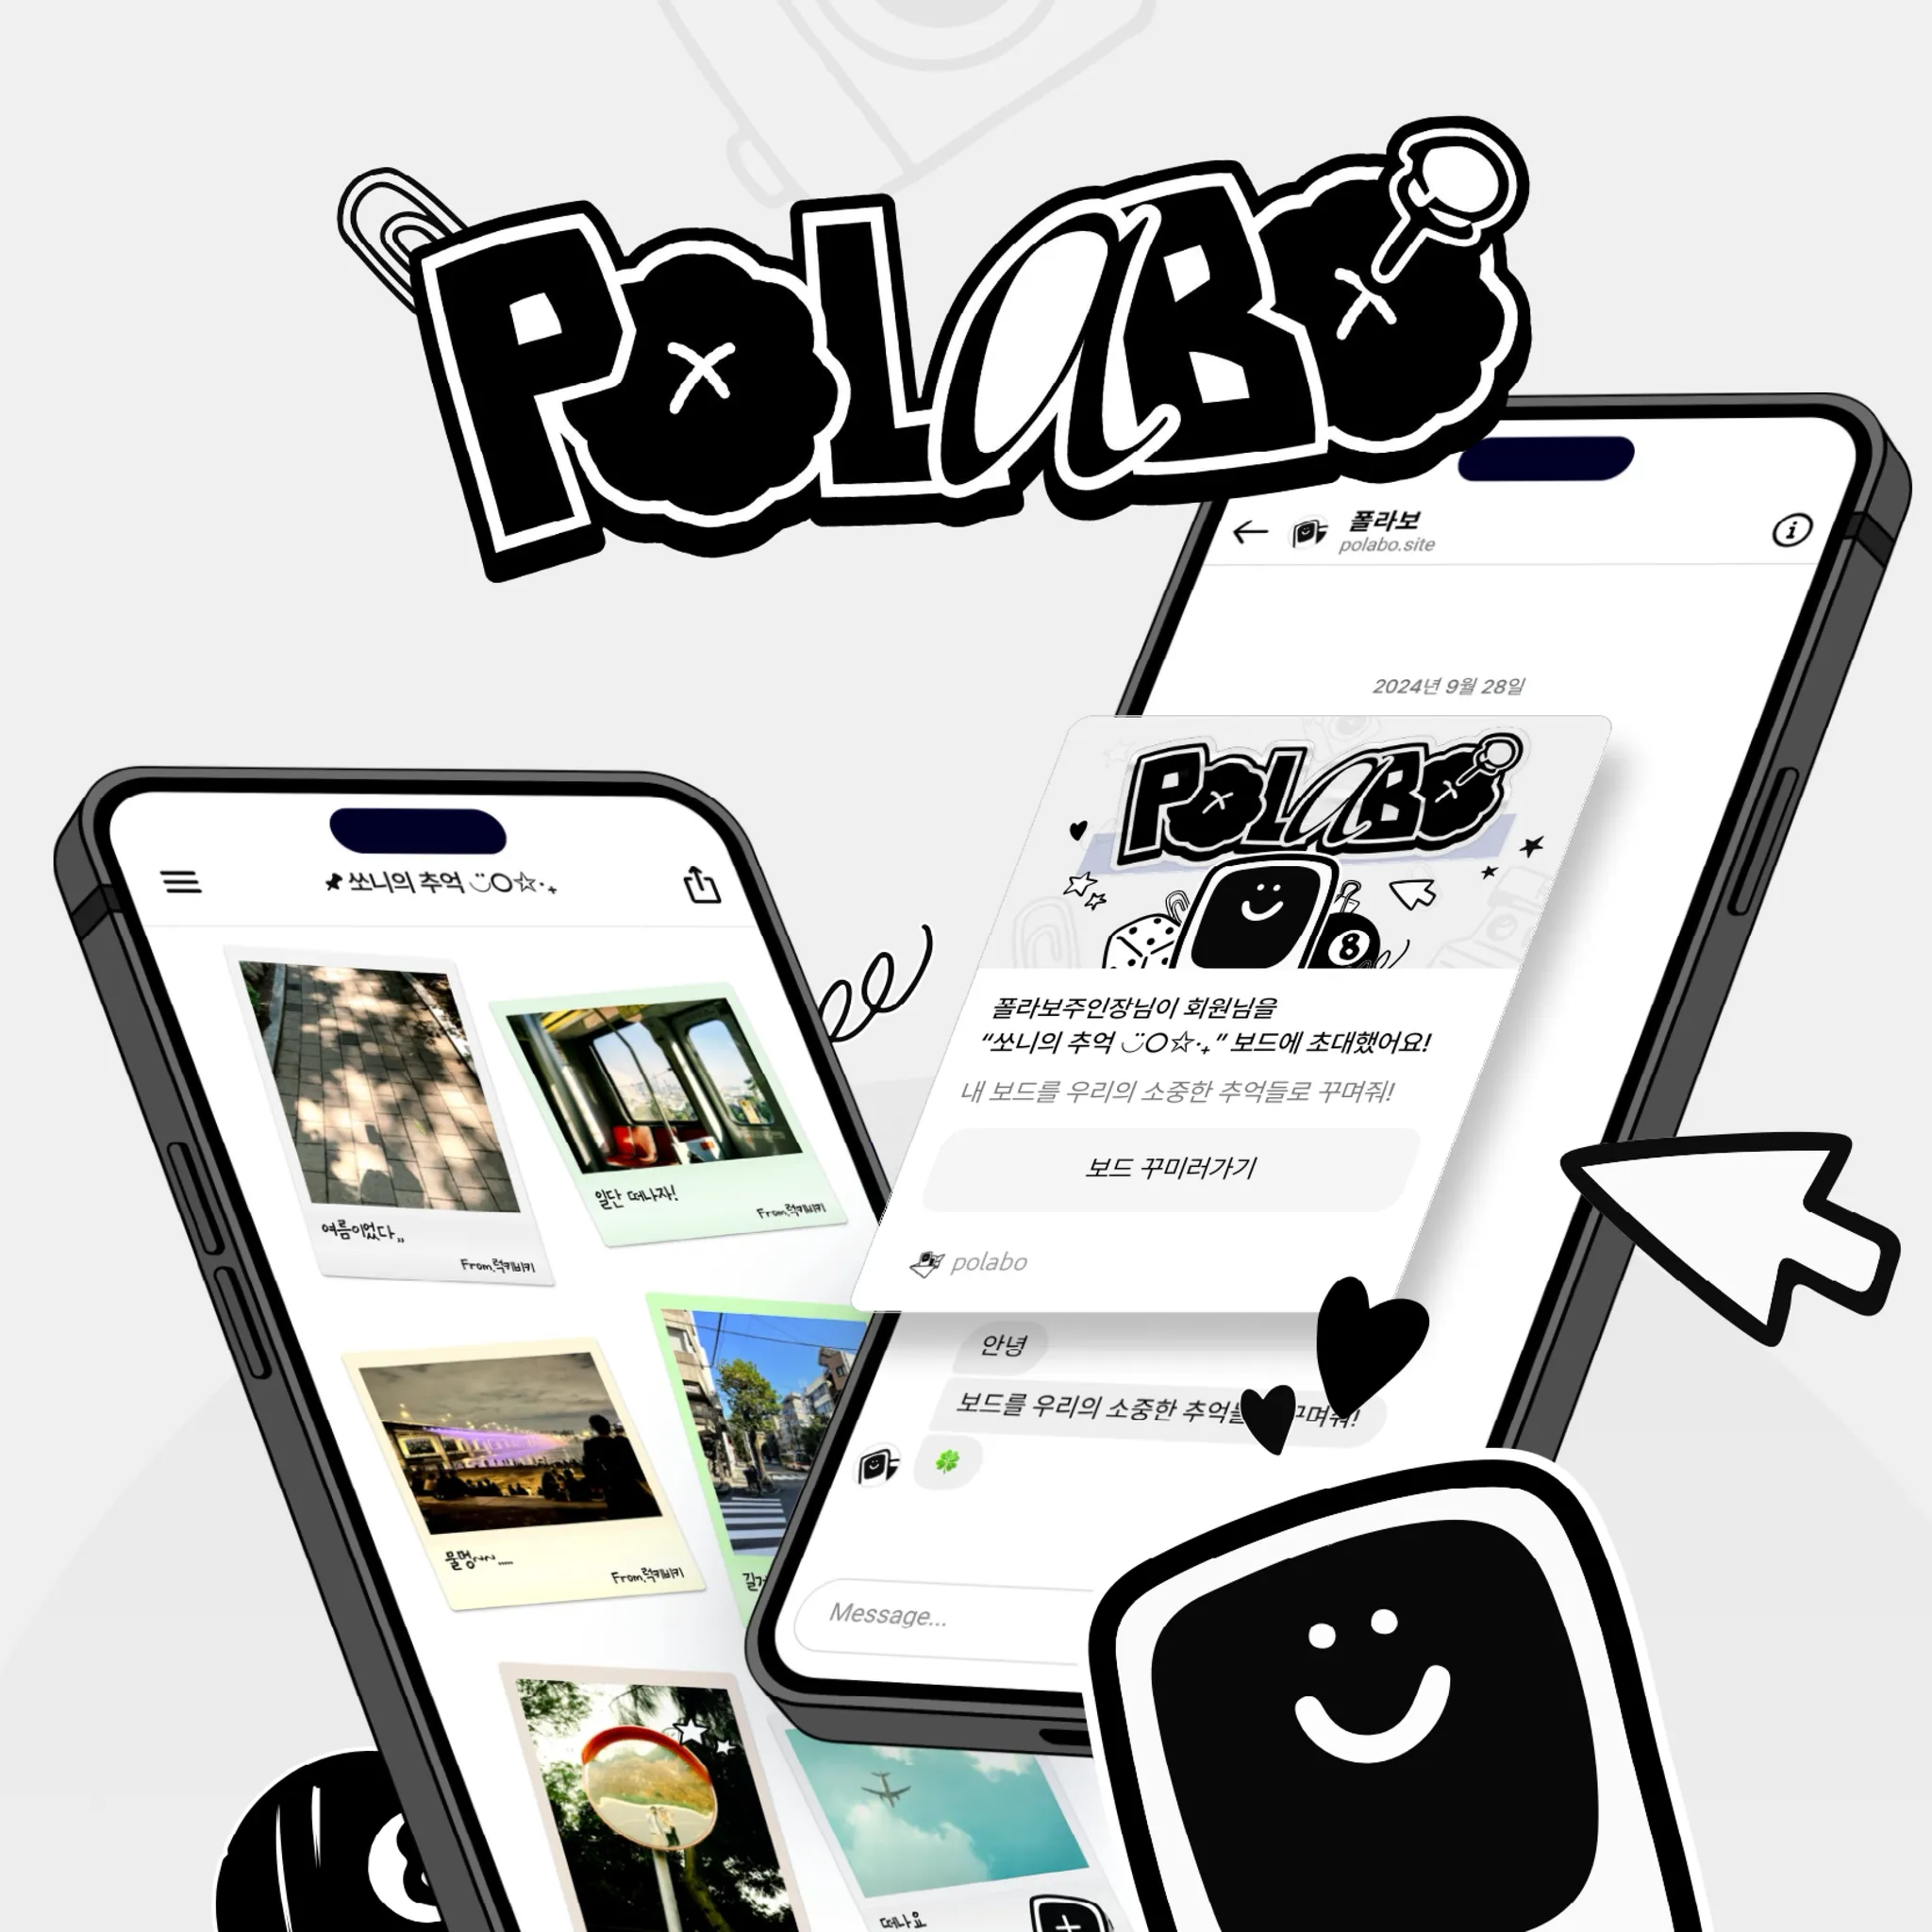 POLaBO
폴라보
polabo.site
2024년 9월 28일
POLaBO
8
폴라보주인장님이 회원님을
“쏘니의 추억 ◡̈O☆·₊” 보드에 초대했어요!
내 보드를 우리의 소중한 추억들로 꾸며줘!
보드 꾸미러가기
polabo
안녕
보드를 우리의 소중한 추억 꾸며줘!
Message...
쏘니의 추억 ◡̈O☆·₊
여름이었다,,
From.럭키비키
일단 떠나자!
From.럭키비키
물멍~~....
From.럭키비키
떠나요